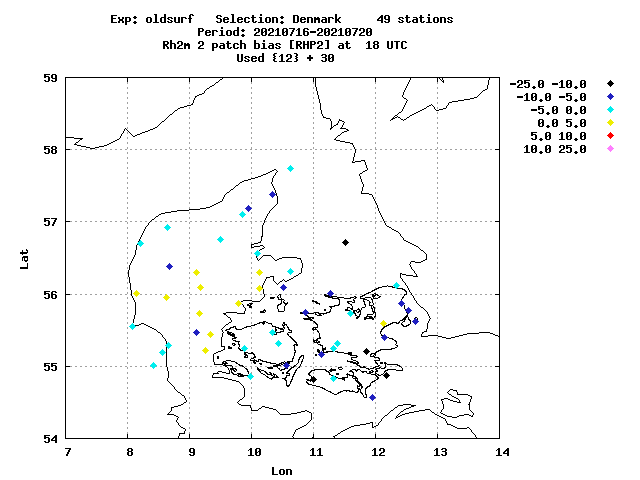 Exp: oldsurf   Selection: Denmark     49 stations
Period: 20210716-20210720
Rh2m 2 patch bias [RHP2] at  18 UTC
Used {12} + 30
-25.0 -10.0
-10.0 -5.0
-5.0 0.0
0.0 5.0
5.0 10.0
10.0 25.0
59
58
57
56
55
54
Lat
7 8 9 10 11 12 13 14
Lon